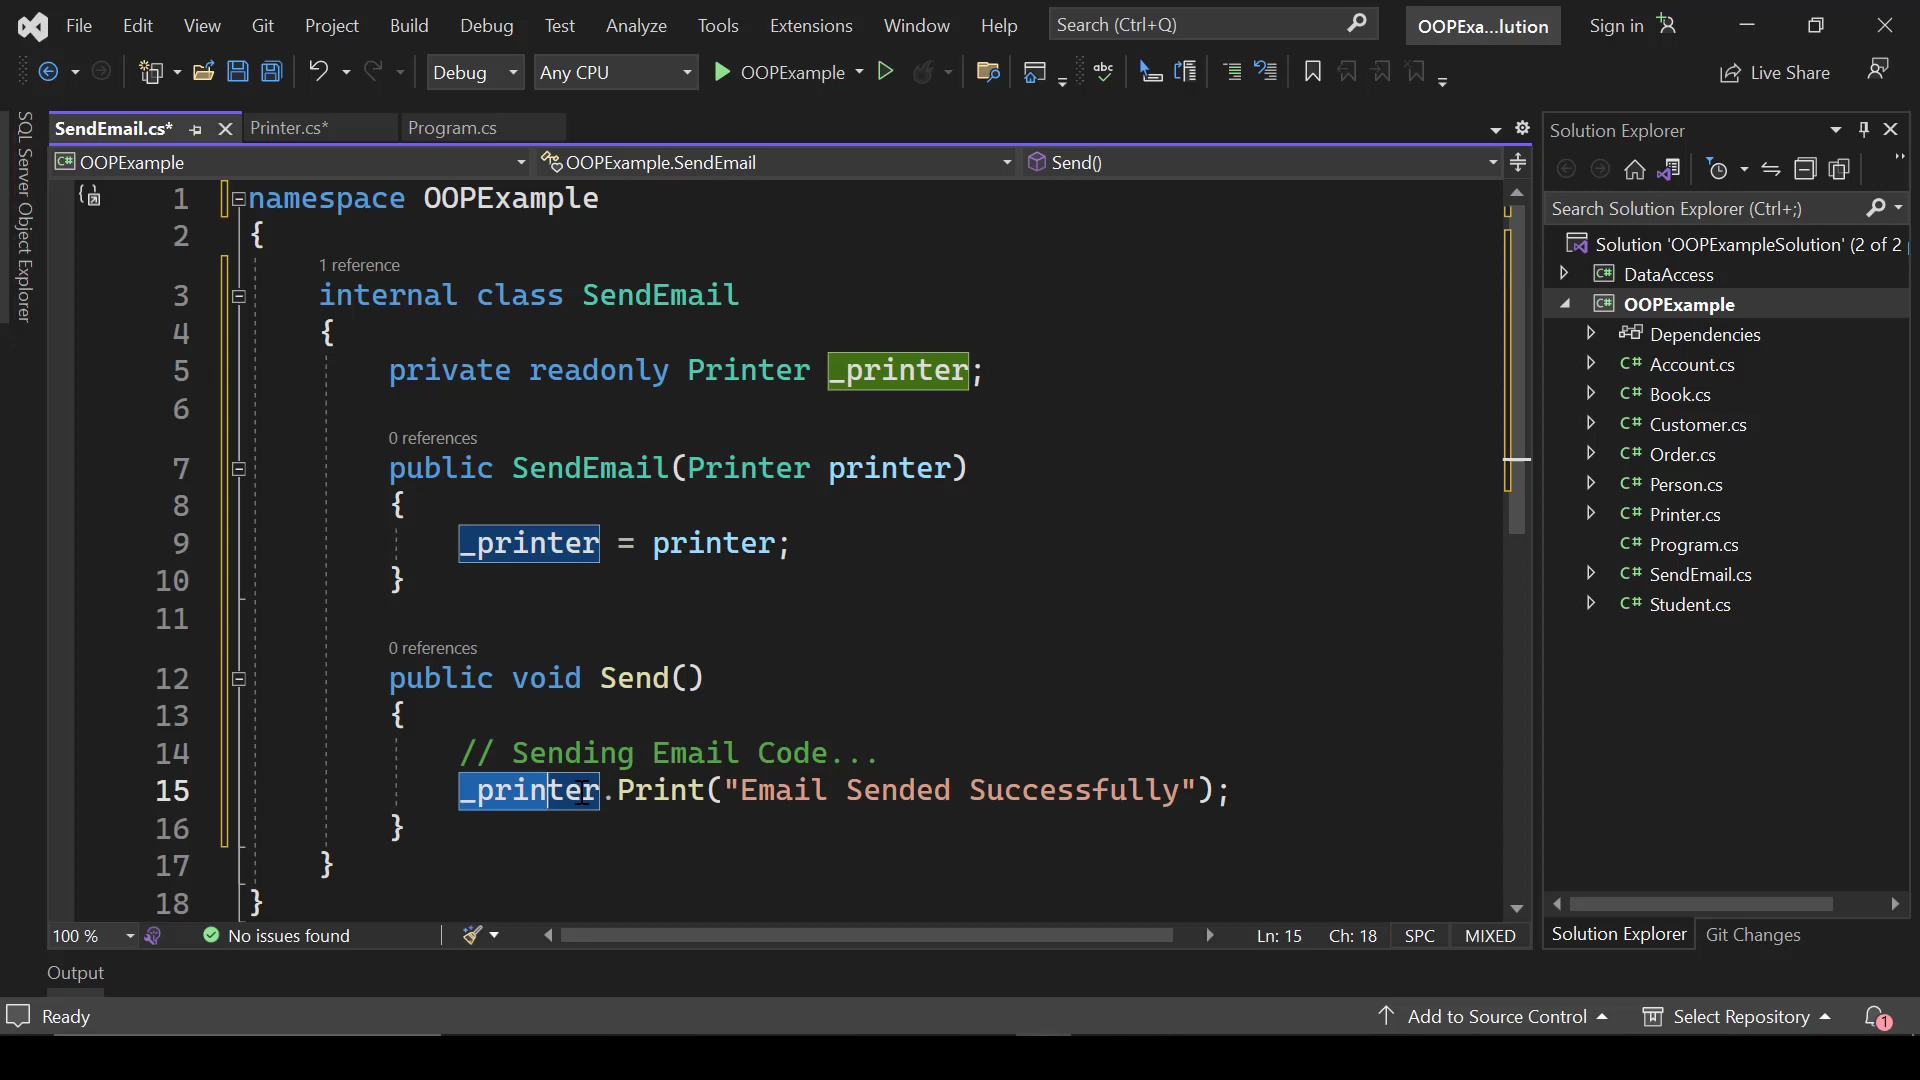 File Edit View Git Project Build Debug Test Analyze Tools Extensions Window Help Search (Ctrl+Q) OOPExa...lution Sign in
Debug Any CPU OOPExample Live Share
SQL Server Object Explorer
SendEmail.cs* Printer.cs* Program.cs
OOPExample OOPExample.SendEmail Send()
1 namespace OOPExample
2 {
1 reference
3 internal class SendEmail
4 {
5 private readonly Printer _printer;
6
0 references
7 public SendEmail(Printer printer)
8 {
9 _printer = printer;
10 }
11
0 references
12 public void Send()
13 {
14 // Sending Email Code...
15 _printer.Print("Email Sended Successfully");
16 }
17 }
18 }
100 % No issues found Ln: 15 Ch: 18 SPC MIXED
Output
Solution Explorer
Search Solution Explorer (Ctrl+;)
Solution 'OOPExampleSolution' (2 of 2
C# DataAccess
C# OOPExample
Dependencies
C# Account.cs
C# Book.cs
C# Customer.cs
C# Order.cs
C# Person.cs
C# Printer.cs
C# Program.cs
C# SendEmail.cs
C# Student.cs
Solution Explorer Git Changes
Ready Add to Source Control Select Repository 1